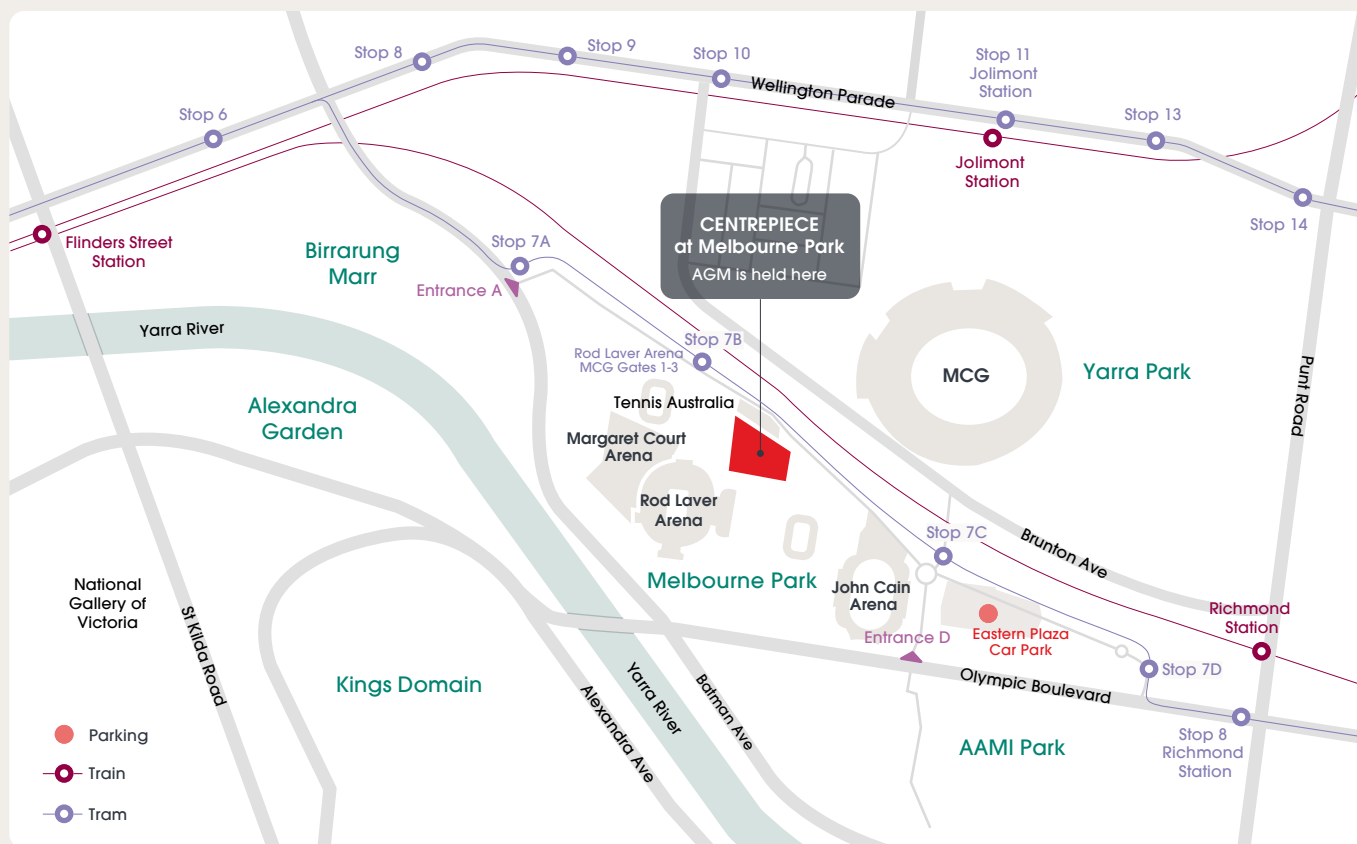 Stop 8
Stop 9
Stop 10
Stop 11
Jolimont
Station
Wellington Parade
Stop 6
Stop 13
Jolimont
Station
Stop 14
Flinders Street
Station
Birrarung
Marr
Stop 7A
Entrance A
CENTREPIECE
at Melbourne Park
AGM is held here
Yarra River
Stop 7B
Rod Laver Arena
MCG Gates 1-3
MCG
Yarra Park
Punt Road
Alexandra
Garden
Tennis Australia
Margaret Court
Arena
Rod Laver
Arena
Stop 7C
Brunton Ave
National
Gallery of
Victoria
St Kilda Road
Melbourne Park
John Cain
Arena
Richmond
Station
Entrance D
Eastern Plaza
Car Park
Stop 7D
Kings Domain
Yarra River
Alexandra Ave
Batman Ave
Olympic Boulevard
AAMI Park
Stop 8
Richmond
Station
Parking
Train
Tram